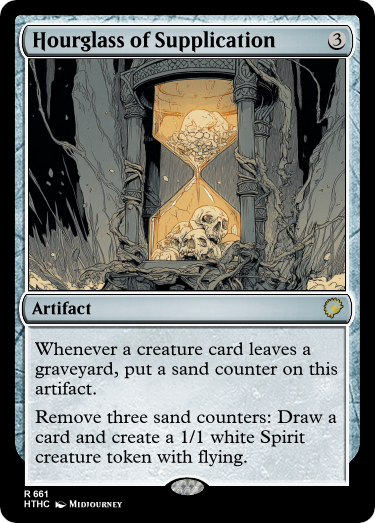 Hourglass of Supplication
3
Artifact
Whenever a creature card leaves a
graveyard, put a sand counter on this
artifact.
Remove three sand counters: Draw a
card and create a 1/1 white Spirit
creature token with flying.
R 661
HTHC MIDJOURNEY